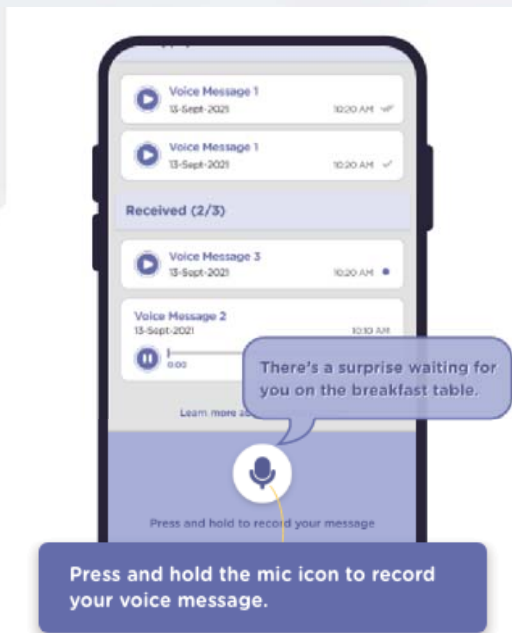 Voice Message 1
13-Sept-2021 10:20 AM
Voice Message 1
13-Sept-2021 10:20 AM
Received (2/3)
Voice Message 3
13-Sept-2021 10:20 AM
Voice Message 2
13-Sept-2021 10:10 AM
0:00
There's a surprise waiting for
you on the breakfast table.
Learn more
Press and hold to record your message
Press and hold the mic icon to record
your voice message.